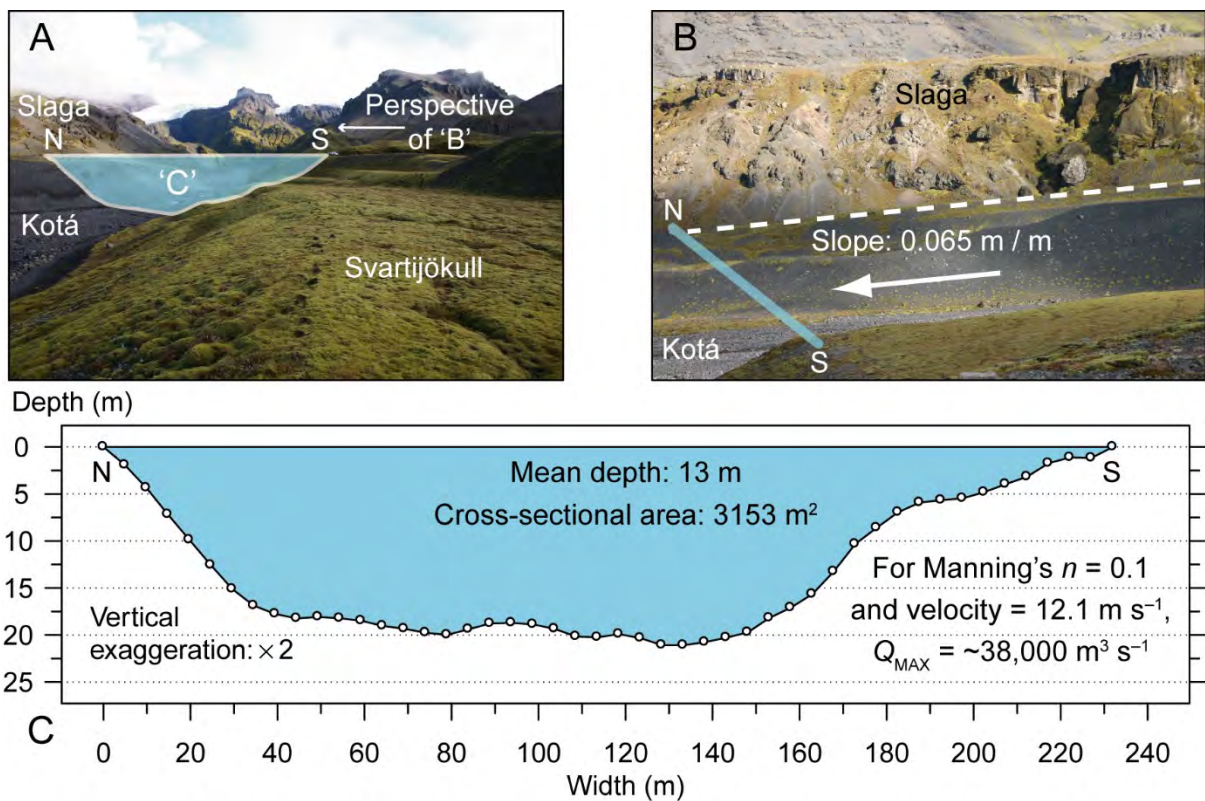 A
Slaga
N
S
Perspective
of ‘B’
‘C’
Kotá
Svartijökull
B
Slaga
N
Slope: 0.065 m / m
Kotá
S
Depth (m)
0
5
10
15
20
25
N
S
Mean depth: 13 m
Cross-sectional area: 3153 m²
For Manning’s n = 0.1
and velocity = 12.1 m s⁻¹,
QMAX = ~38,000 m³ s⁻¹
Vertical
exaggeration: ×2
C
0 20 40 60 80 100 120 140 160 180 200 220 240
Width (m)